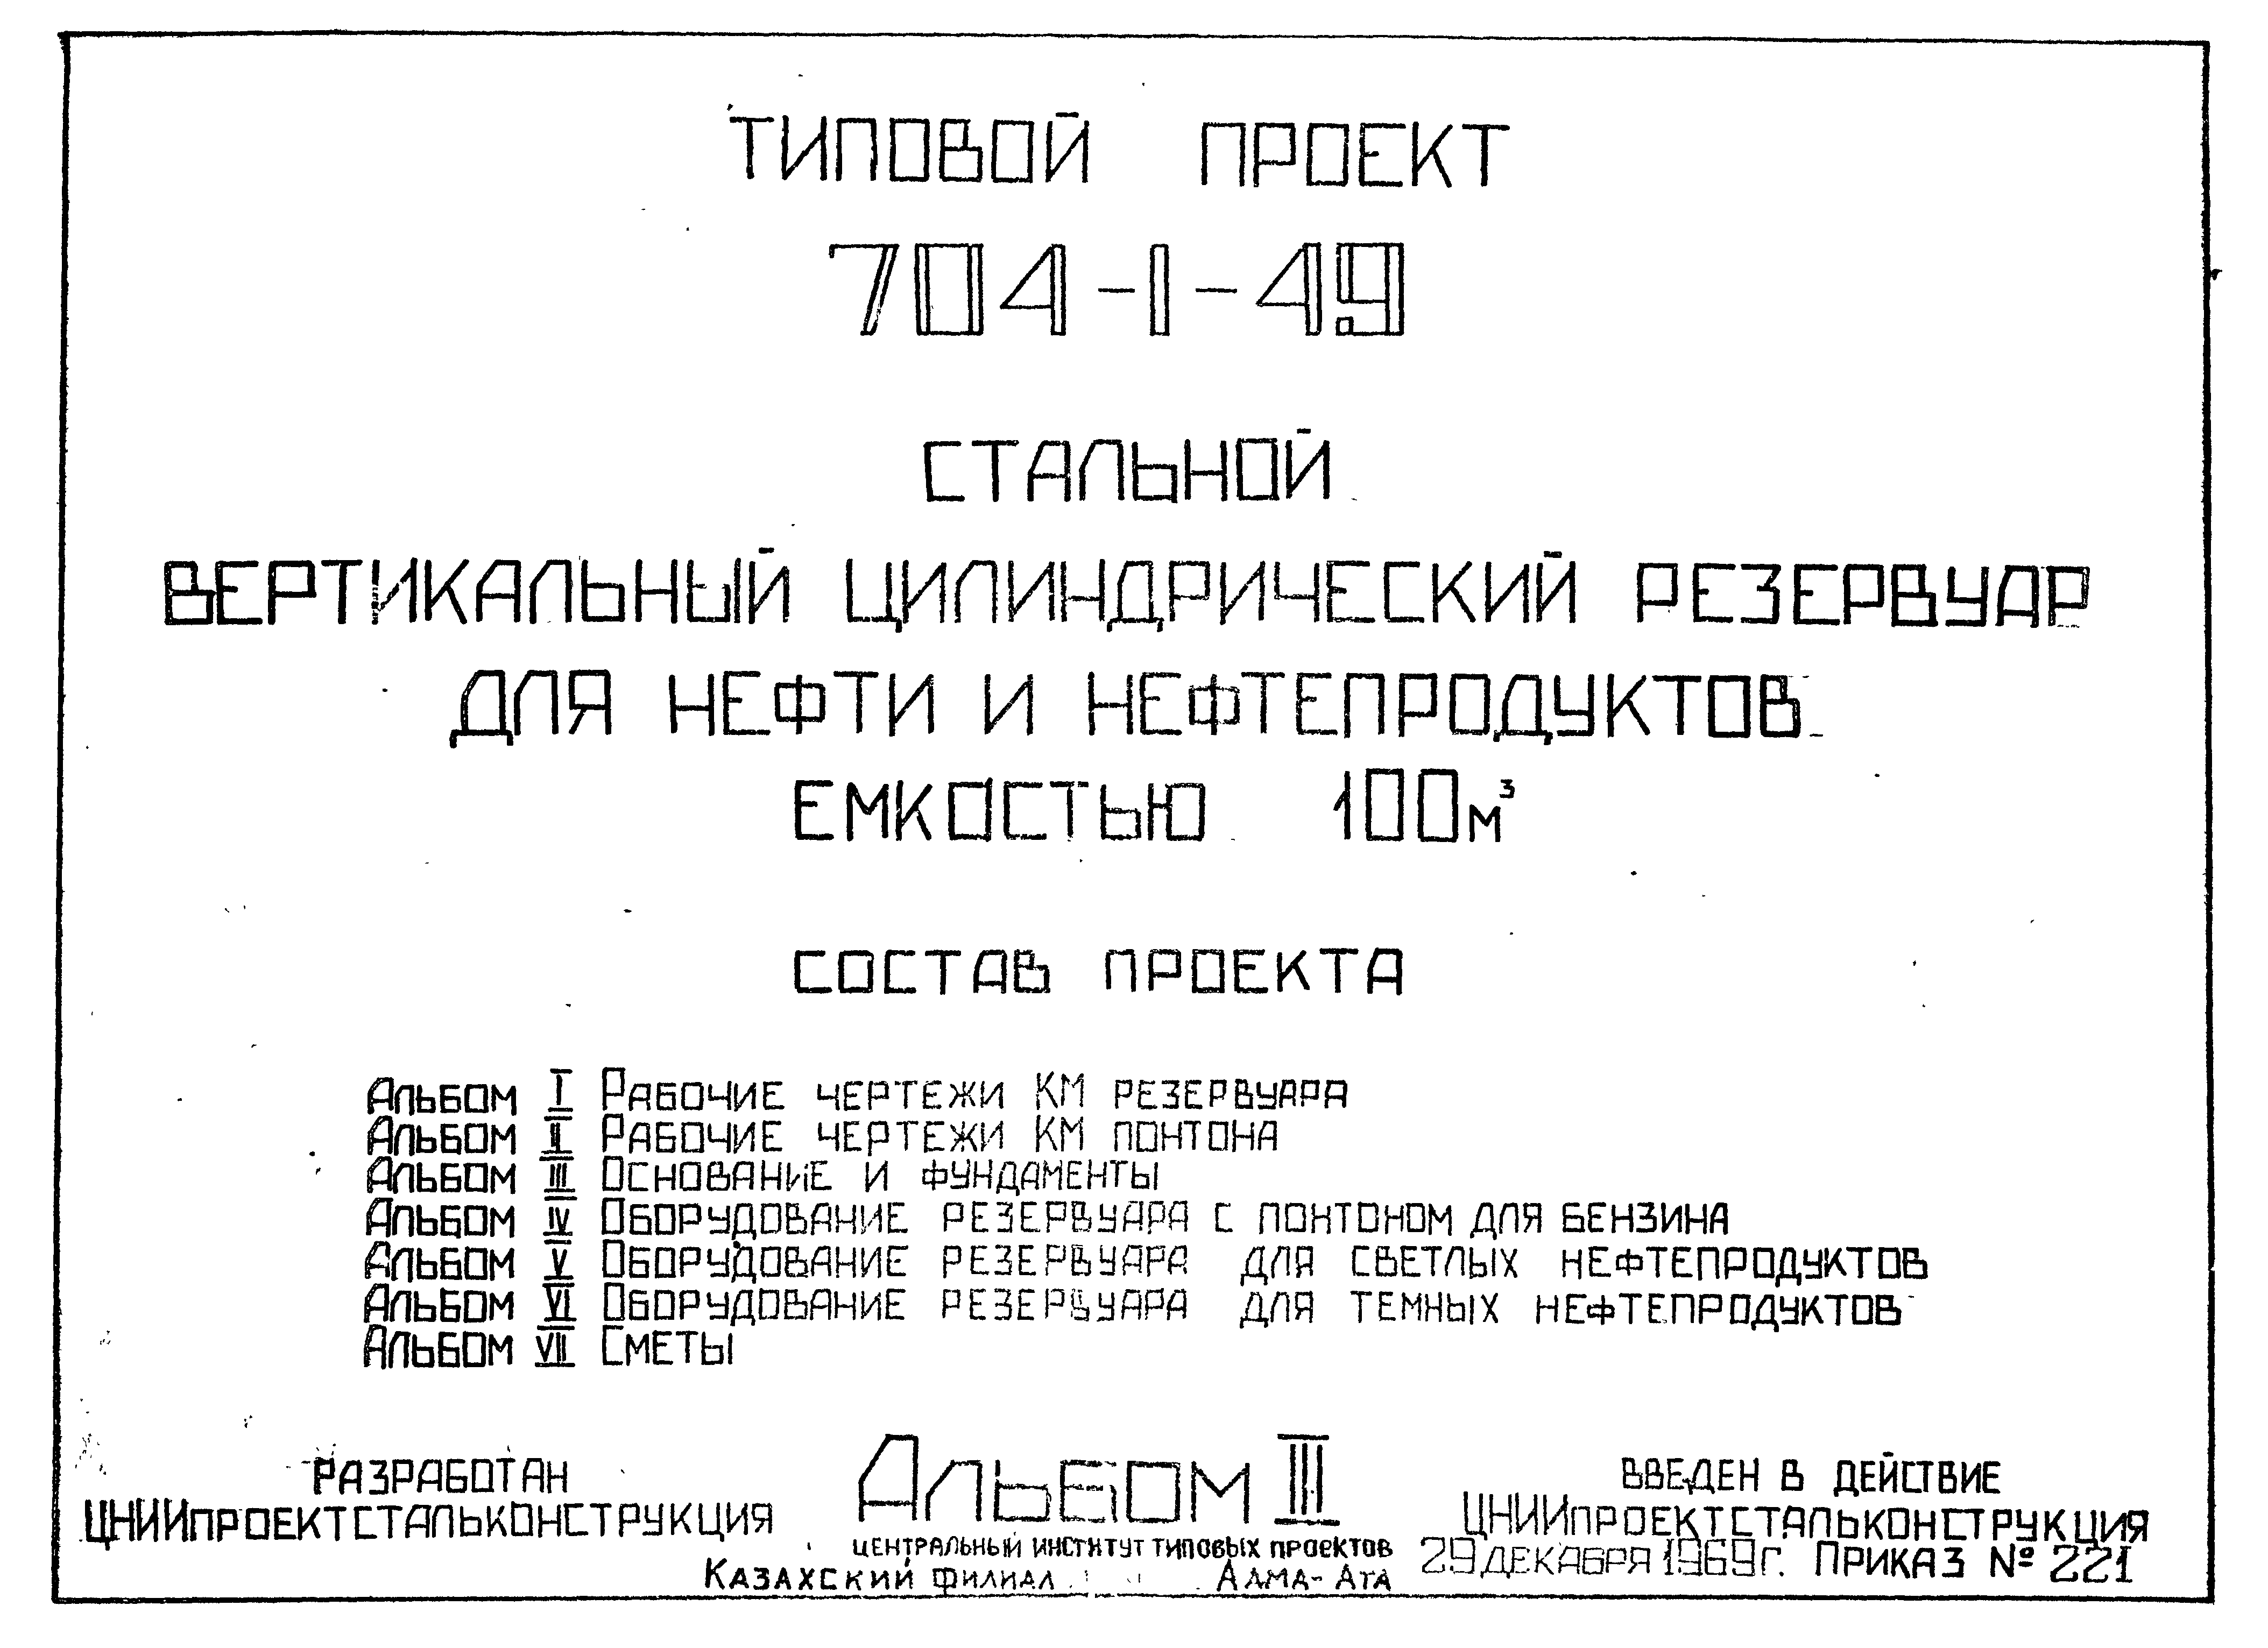 ТИПОВОЙ ПРОЕКТ
704-1-49
СТАЛЬНОЙ
ВЕРТИКАЛЬНЫЙ ЦИЛИНДРИЧЕСКИЙ РЕЗЕРВУАР
ДЛЯ НЕФТИ И НЕФТЕПРОДУКТОВ
ЕМКОСТЬЮ 100м³
СОСТАВ ПРОЕКТА
АЛЬБОМ I РАБОЧИЕ ЧЕРТЕЖИ КМ РЕЗЕРВУАРА
АЛЬБОМ II РАБОЧИЕ ЧЕРТЕЖИ КМ ПОНТОНА
АЛЬБОМ III ОСНОВАНИЕ И ФУНДАМЕНТЫ
АЛЬБОМ IV ОБОРУДОВАНИЕ РЕЗЕРВУАРА С ПОНТОНОМ ДЛЯ БЕНЗИНА
АЛЬБОМ V ОБОРУДОВАНИЕ РЕЗЕРВУАРА ДЛЯ СВЕТЛЫХ НЕФТЕПРОДУКТОВ
АЛЬБОМ VI ОБОРУДОВАНИЕ РЕЗЕРВУАРА ДЛЯ ТЕМНЫХ НЕФТЕПРОДУКТОВ
АЛЬБОМ VII СМЕТЫ
РАЗРАБОТАН
ЦНИИПРОЕКТСТАЛЬКОНСТРУКЦИЯ
АЛЬБОМ III
ЦЕНТРАЛЬНЫЙ ИНСТИТУТ ТИПОВЫХ ПРОЕКТОВ
КАЗАХСКИЙ ФИЛИАЛ АЛМА-АТА
ВВЕДЕН В ДЕЙСТВИЕ
ЦНИИПРОЕКТСТАЛЬКОНСТРУКЦИЯ
29 ДЕКАБРЯ 1969Г. ПРИКАЗ № 221